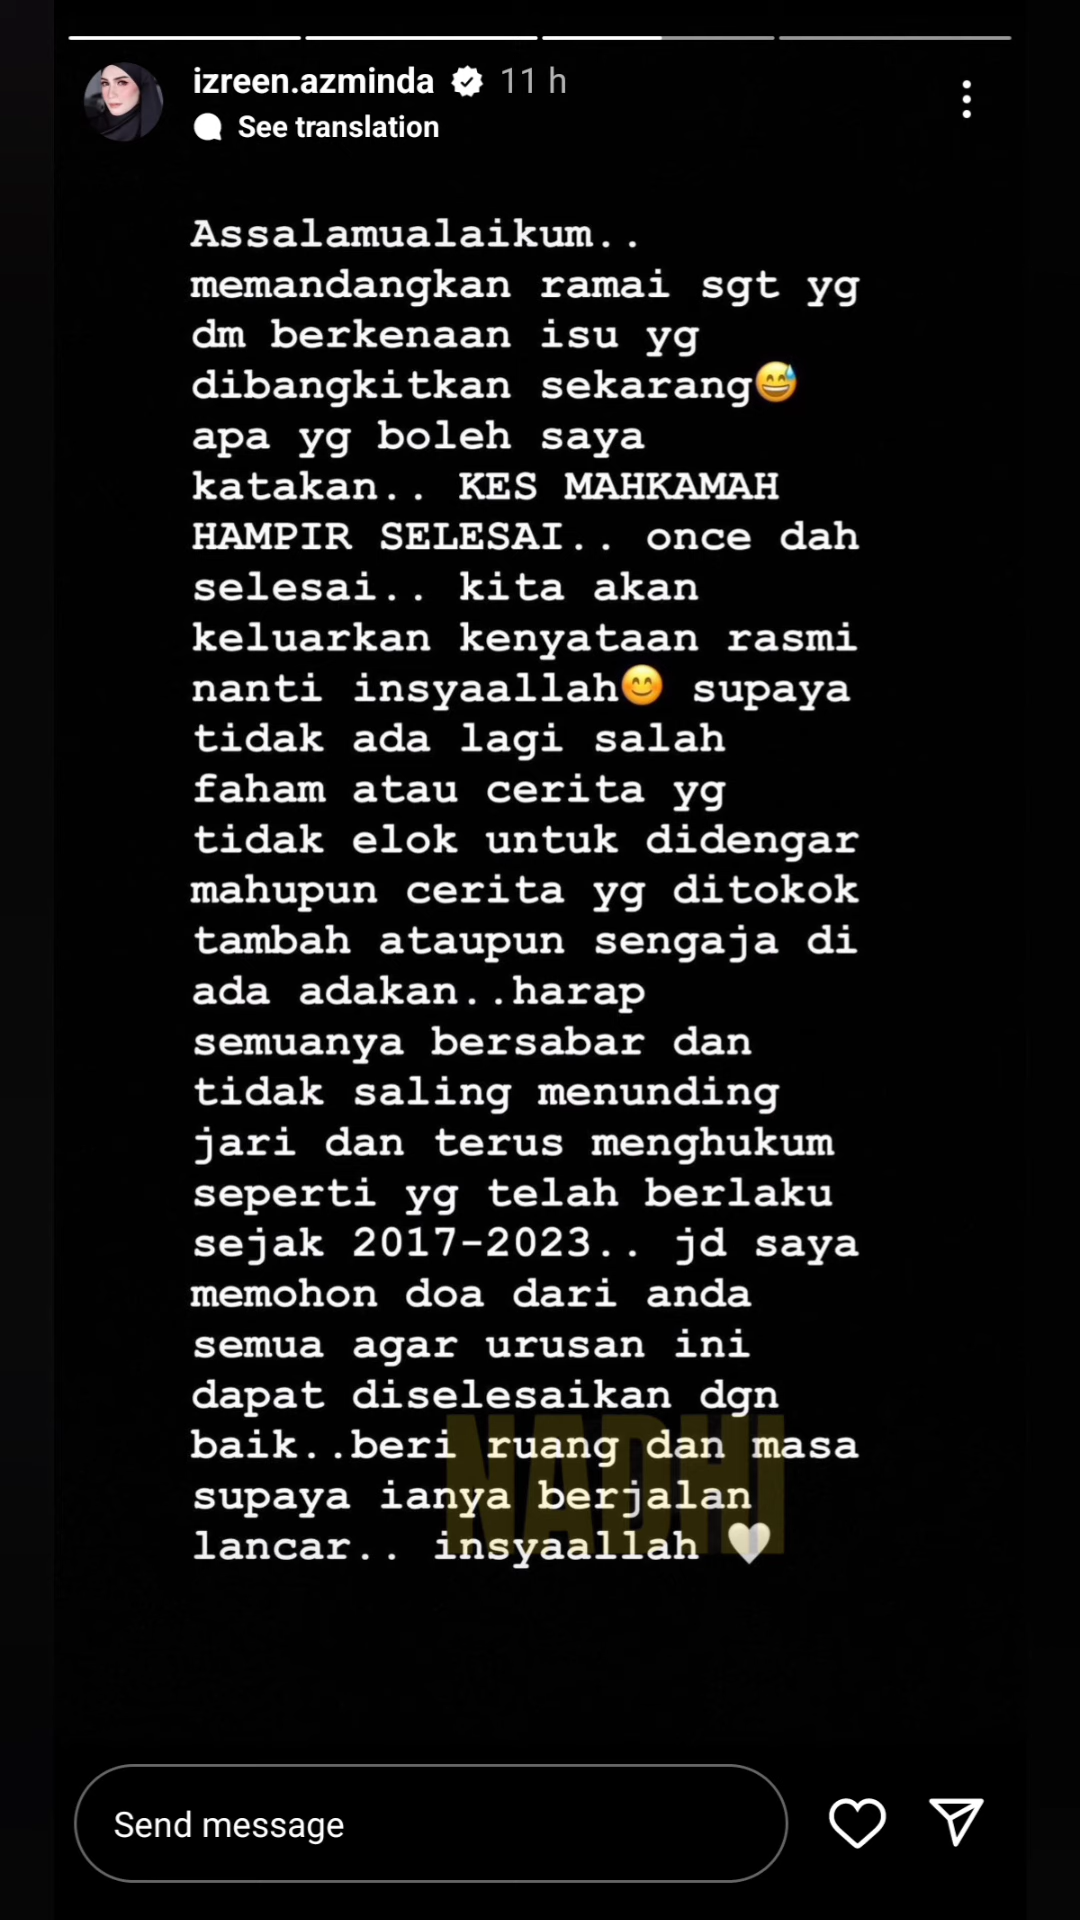 izreen.azminda 11 h
See translation
Assalamualaikum..
memandangkan ramai sgt yg
dm berkenaan isu yg
dibangkitkan sekarang😅
apa yg boleh saya
katakan.. KES MAHKAMAH
HAMPIR SELESAI.. once dah
selesai.. kita akan
keluarkan kenyataan rasmi
nanti insyaallah😊 supaya
tidak ada lagi salah
faham atau cerita yg
tidak elok untuk didengar
mahupun cerita yg ditokok
tambah ataupun sengaja di
ada adakan..harap
semuanya bersabar dan
tidak saling menunding
jari dan terus menghukum
seperti yg telah berlaku
sejak 2017-2023.. jd saya
memohon doa dari anda
semua agar urusan ini
dapat diselesaikan dgn
baik..beri ruang dan masa
supaya ianya berjalan
lancar.. insyaallah 🤍
NADHI
Send message